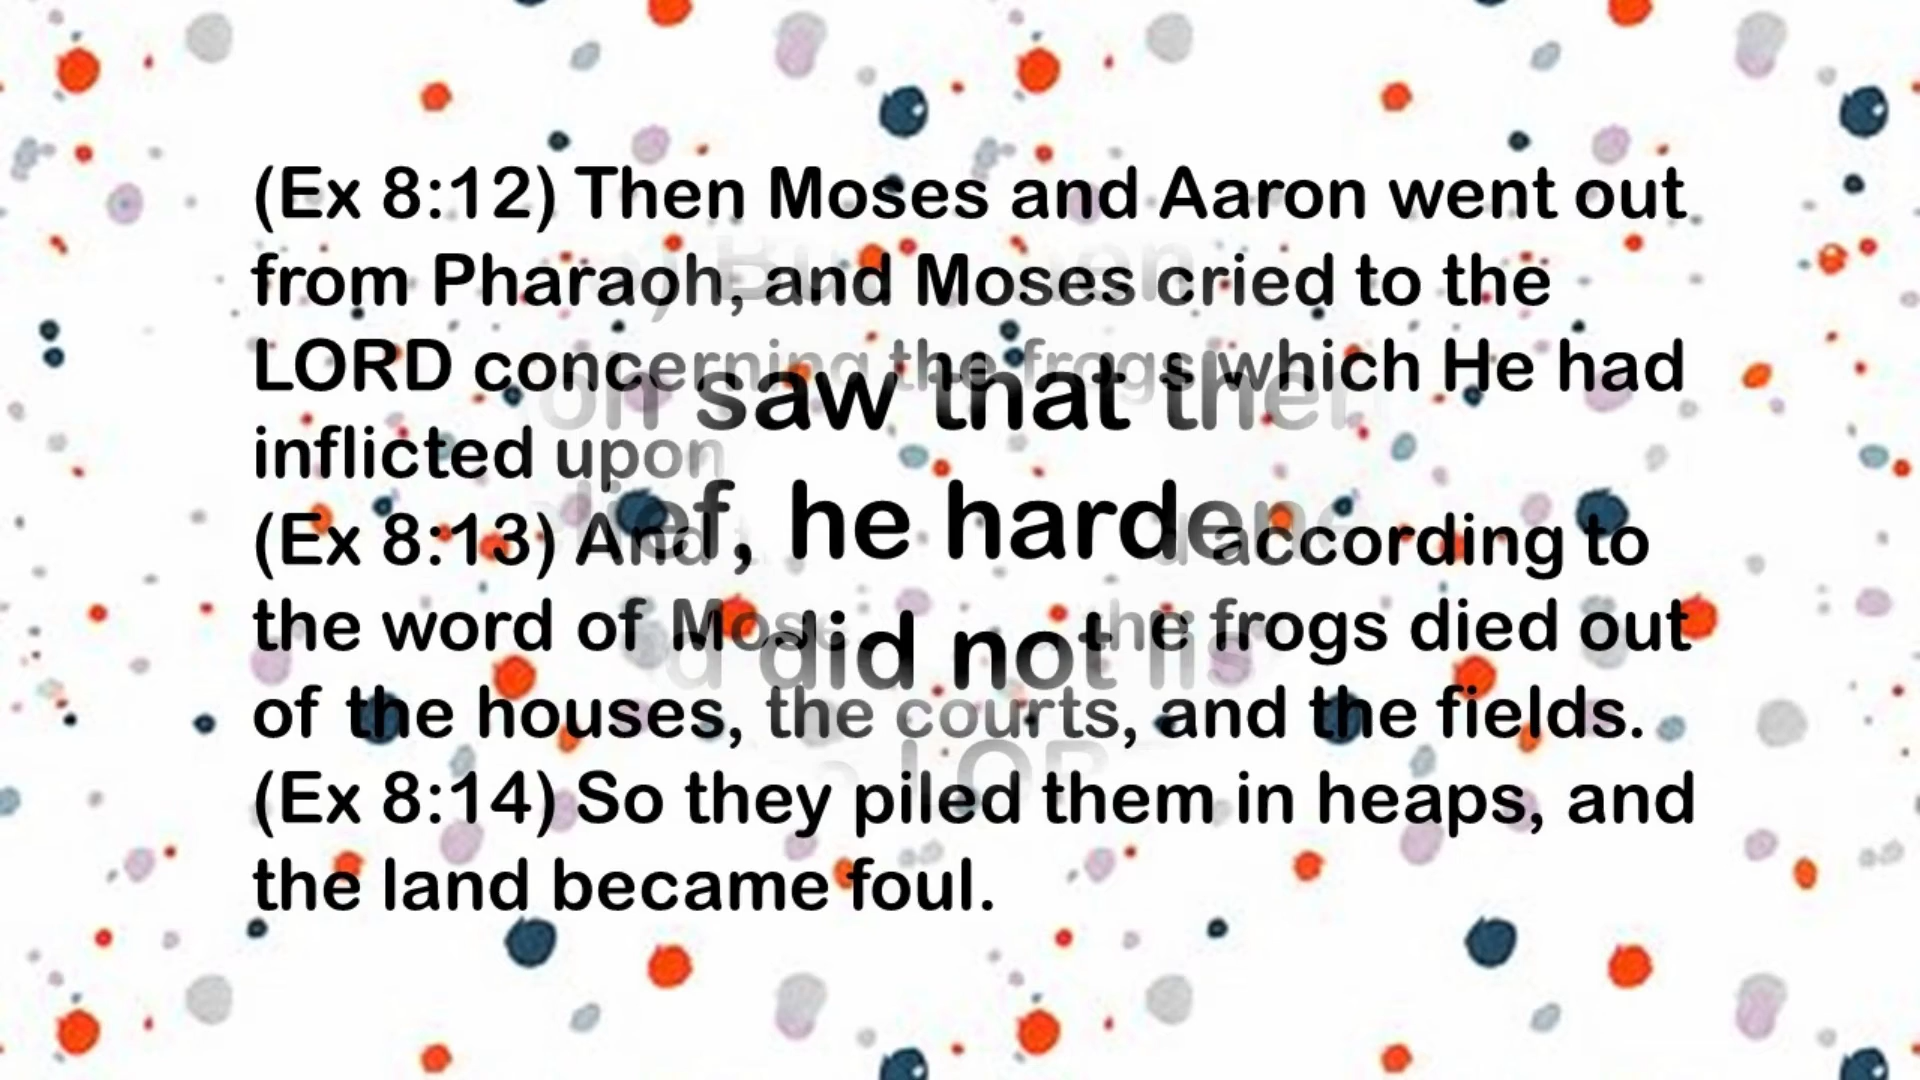 (Ex 8:12) Then Moses and Aaron went out
from Pharaoh, and Moses cried to the
LORD concerning the frogs which He had
inflicted upon
saw that
he
(Ex 8:13) And according to
the word of the frogs died out
did not
of the houses, the courts, and the fields.
(Ex 8:14) So they piled them in heaps, and
the land became foul.